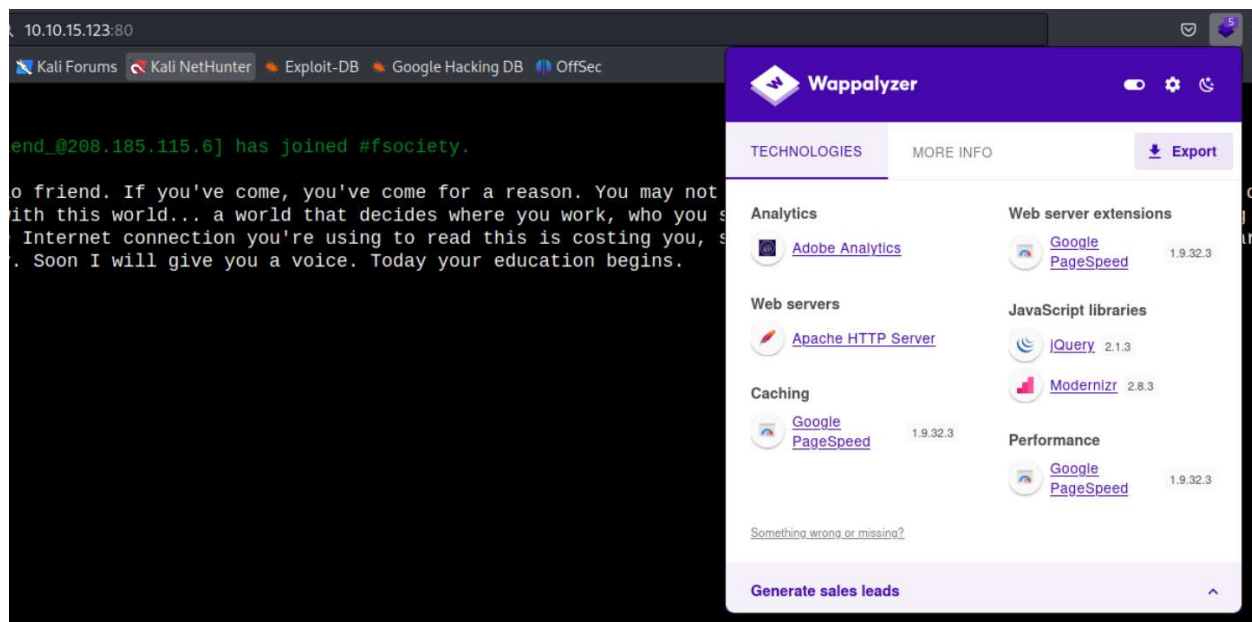 10.10.15.123:80
5
Kali Forums Kali NetHunter Exploit-DB Google Hacking DB OffSec
end_@208.185.115.6] has joined #fsociety.
o friend. If you've come, you've come for a reason. You may not
ith this world... a world that decides where you work, who you s
Internet connection you're using to read this is costing you, s
. Soon I will give you a voice. Today your education begins.
Wappalyzer
TECHNOLOGIES MORE INFO Export
Analytics
Adobe Analytics
Web servers
Apache HTTP Server
Caching
Google
PageSpeed 1.9.32.3
Web server extensions
Google
PageSpeed 1.9.32.3
JavaScript libraries
jQuery 2.1.3
Modernizr 2.8.3
Performance
Google
PageSpeed 1.9.32.3
Something wrong or missing?
Generate sales leads